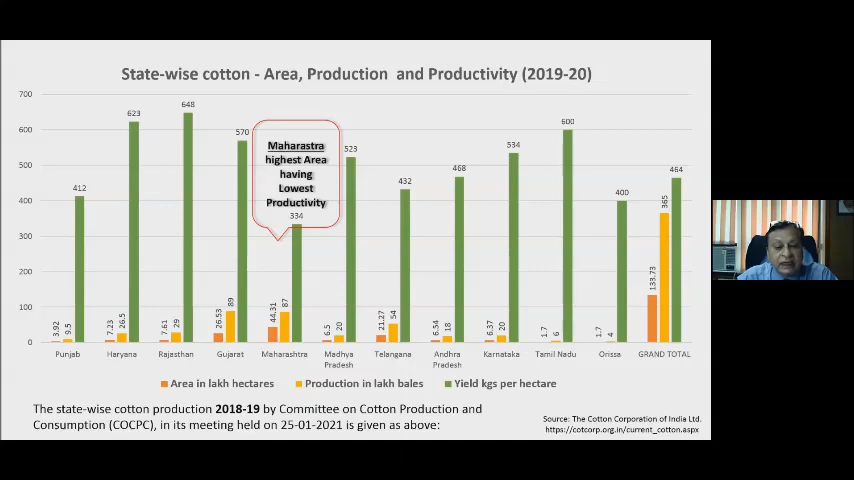 State-wise cotton - Area, Production and Productivity (2019-20)
700
600
500
400
300
200
100
0
412
623
648
570
334
523
432
468
534
600
400
464
3.92
9.5
7.23
26.5
7.61
29
26.53
89
44.31
87
6.5
20
21.27
54
6.54
18
6.37
20
1.7
6
1.7
4
133.73
365
Maharastra
highest Area
having
Lowest
Productivity
Punjab
Haryana
Rajasthan
Gujarat
Maharashtra
Madhya
Pradesh
Telangana
Andhra
Pradesh
Karnataka
Tamil Nadu
Orissa
GRAND TOTAL
Area in lakh hectares
Production in lakh bales
Yield kgs per hectare
The state-wise cotton production 2018-19 by Committee on Cotton Production and
Consumption (COCPC), in its meeting held on 25-01-2021 is given as above:
Source: The Cotton Corporation of India Ltd.
https://cotcorp.org.in/current_cotton.aspx